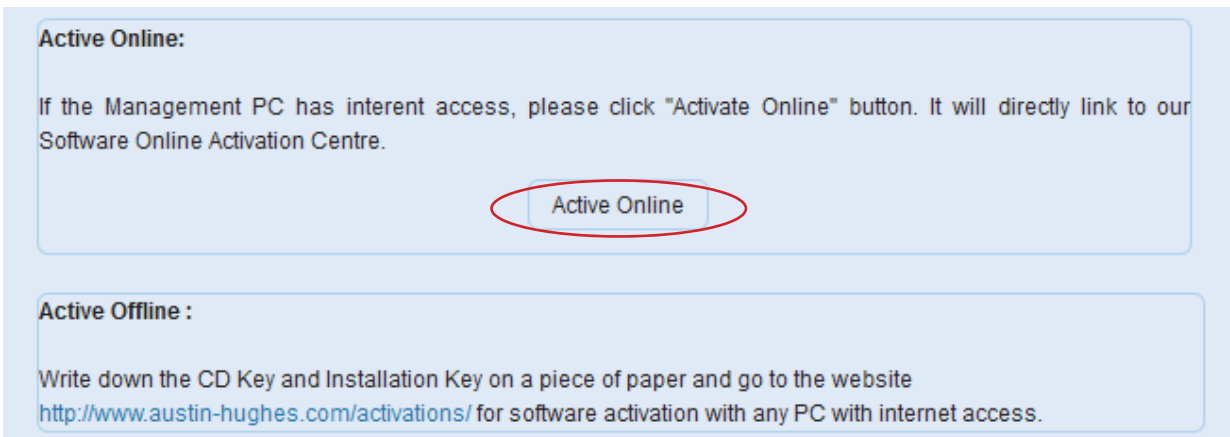 Active Online:
If the Management PC has interent access, please click "Activate Online" button. It will directly link to our
Software Online Activation Centre.
Active Online
Active Offline :
Write down the CD Key and Installation Key on a piece of paper and go to the website
http://www.austin-hughes.com/activations/ for software activation with any PC with internet access.